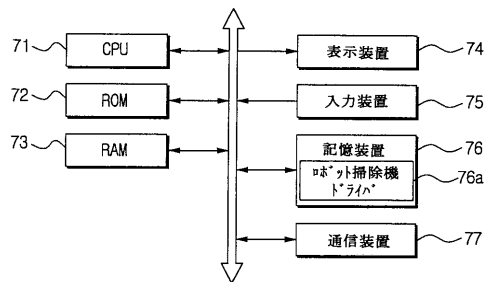 71
CPU
表示装置
74
72
ROM
入力装置
75
73
RAM
記憶装置
76
ﾛﾎﾞｯﾄ掃除機
ﾄﾞﾗｲﾊﾞ
76a
通信装置
77